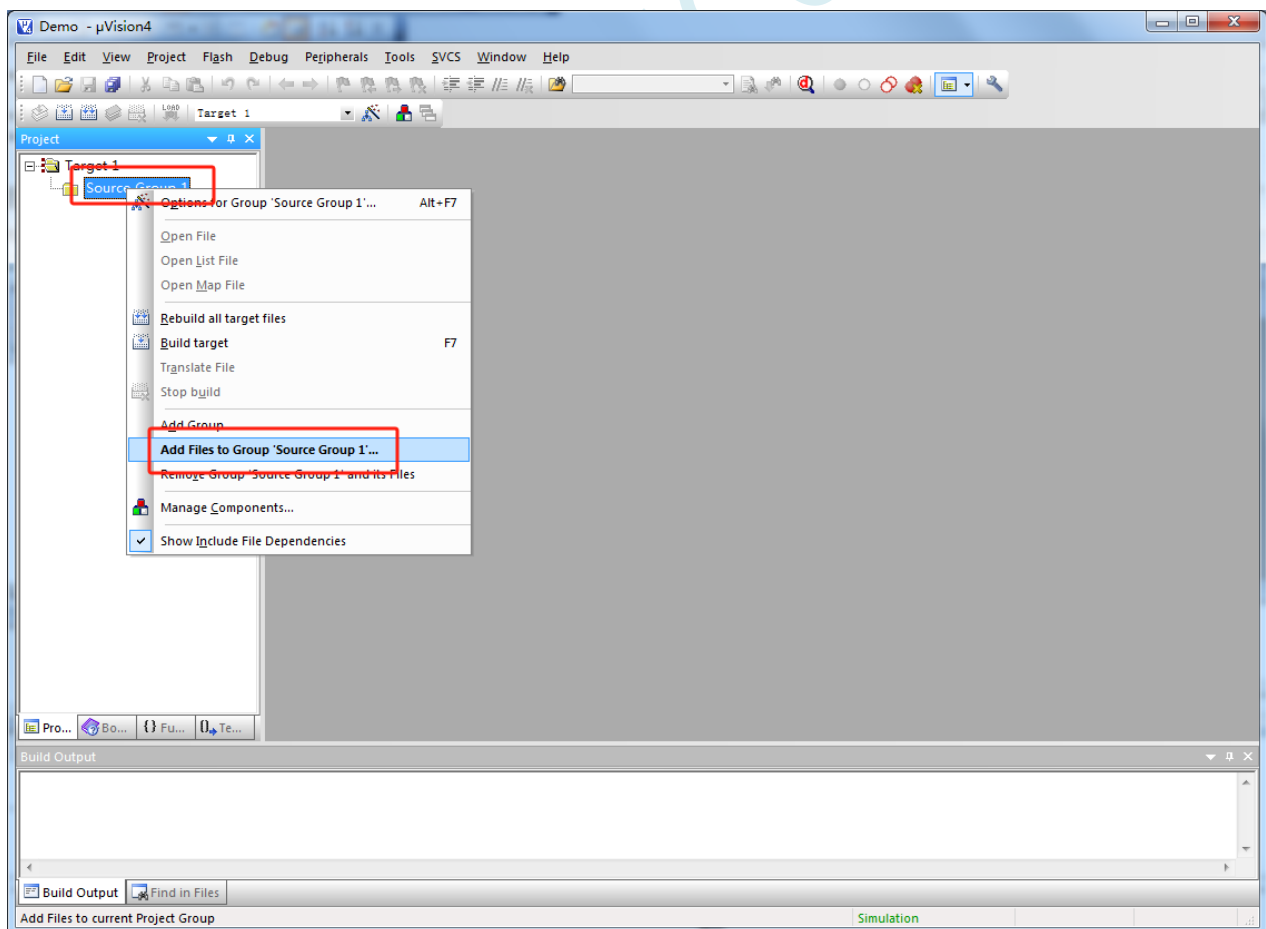 Demo - µVision4
File Edit View Project Flash Debug Peripherals Tools SVCS Window Help
LOAD Target 1
Project
Target 1
Source Group 1
Options for Group 'Source Group 1'... Alt+F7
Open File
Open List File
Open Map File
Rebuild all target files
Build target F7
Translate File
Stop build
Add Group
Add Files to Group 'Source Group 1'...
Remove Group 'Source Group 1' and its Files
Manage Components...
Show Include File Dependencies
Pro... Bo... {} Fu... 0 Te...
Build Output
Build Output Find in Files
Add Files to current Project Group Simulation